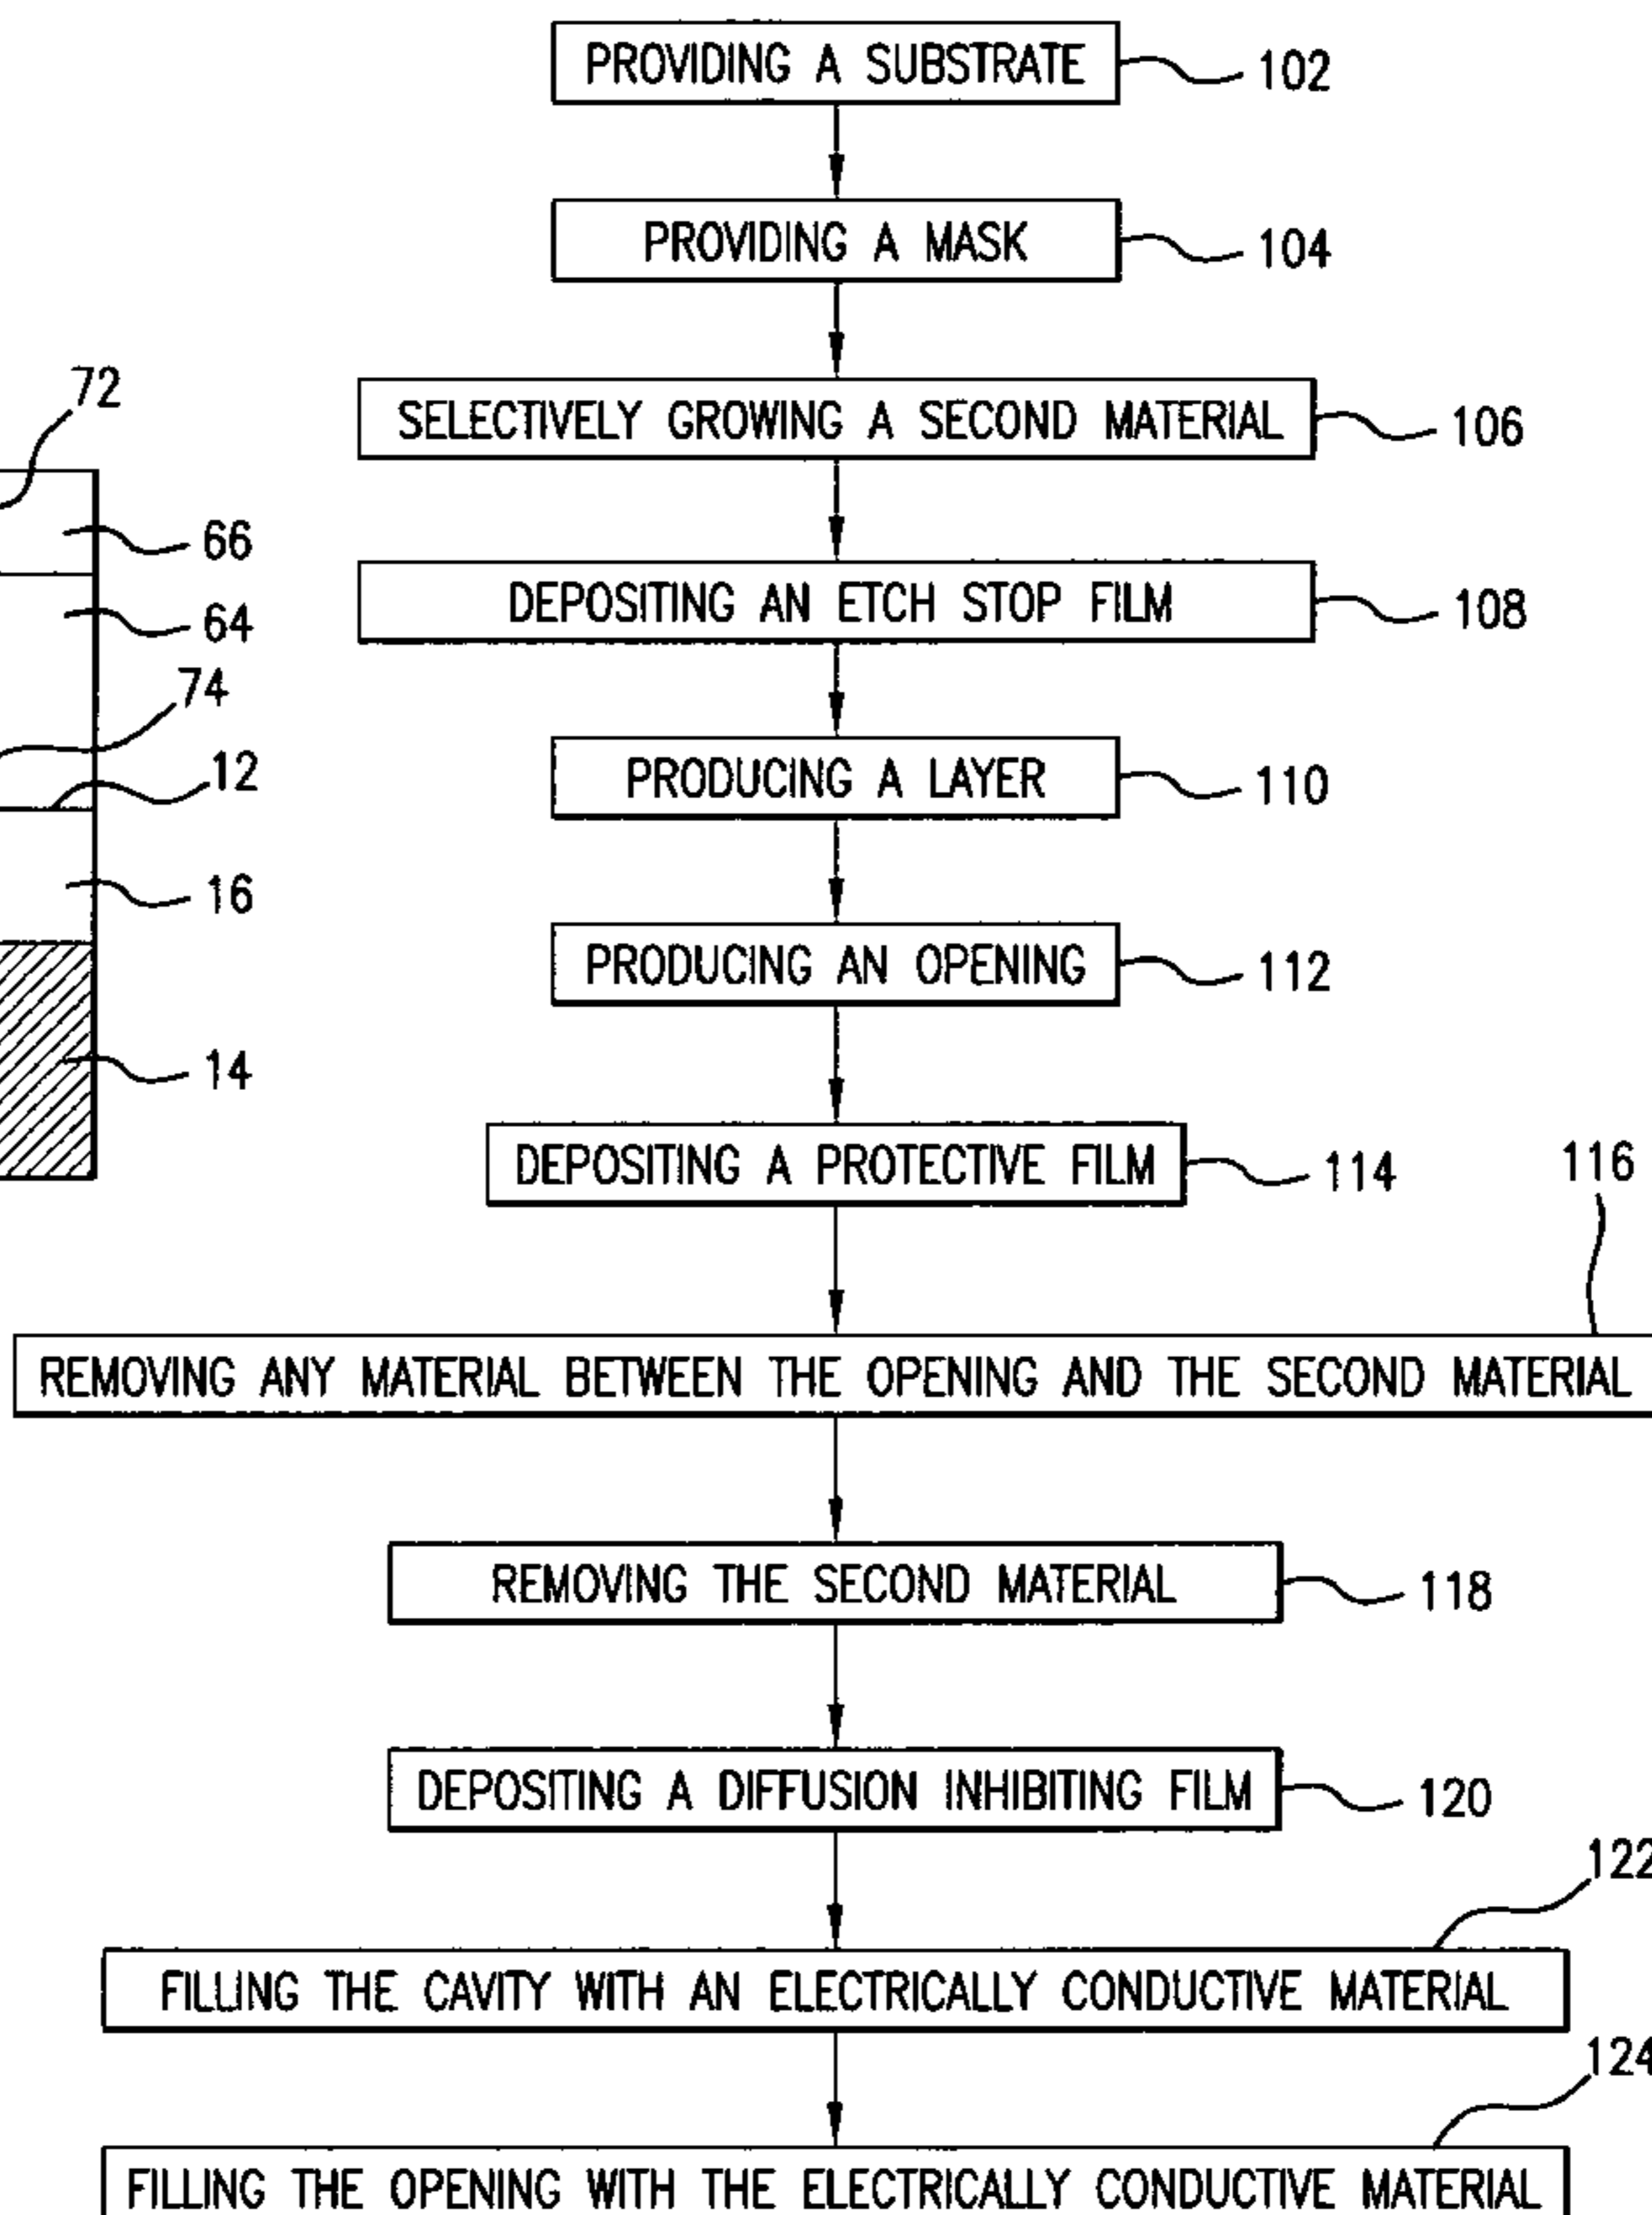 PROVIDING A SUBSTRATE 102
PROVIDING A MASK 104
SELECTIVELY GROWING A SECOND MATERIAL 106
DEPOSITING AN ETCH STOP FILM 108
PRODUCING A LAYER 110
PRODUCING AN OPENING 112
DEPOSITING A PROTECTIVE FILM 114
116
REMOVING ANY MATERIAL BETWEEN THE OPENING AND THE SECOND MATERIAL
REMOVING THE SECOND MATERIAL 118
DEPOSITING A DIFFUSION INHIBITING FILM 120
122
FILLING THE CAVITY WITH AN ELECTRICALLY CONDUCTIVE MATERIAL
124
FILLING THE OPENING WITH THE ELECTRICALLY CONDUCTIVE MATERIAL
72
66
64
74
12
16
14